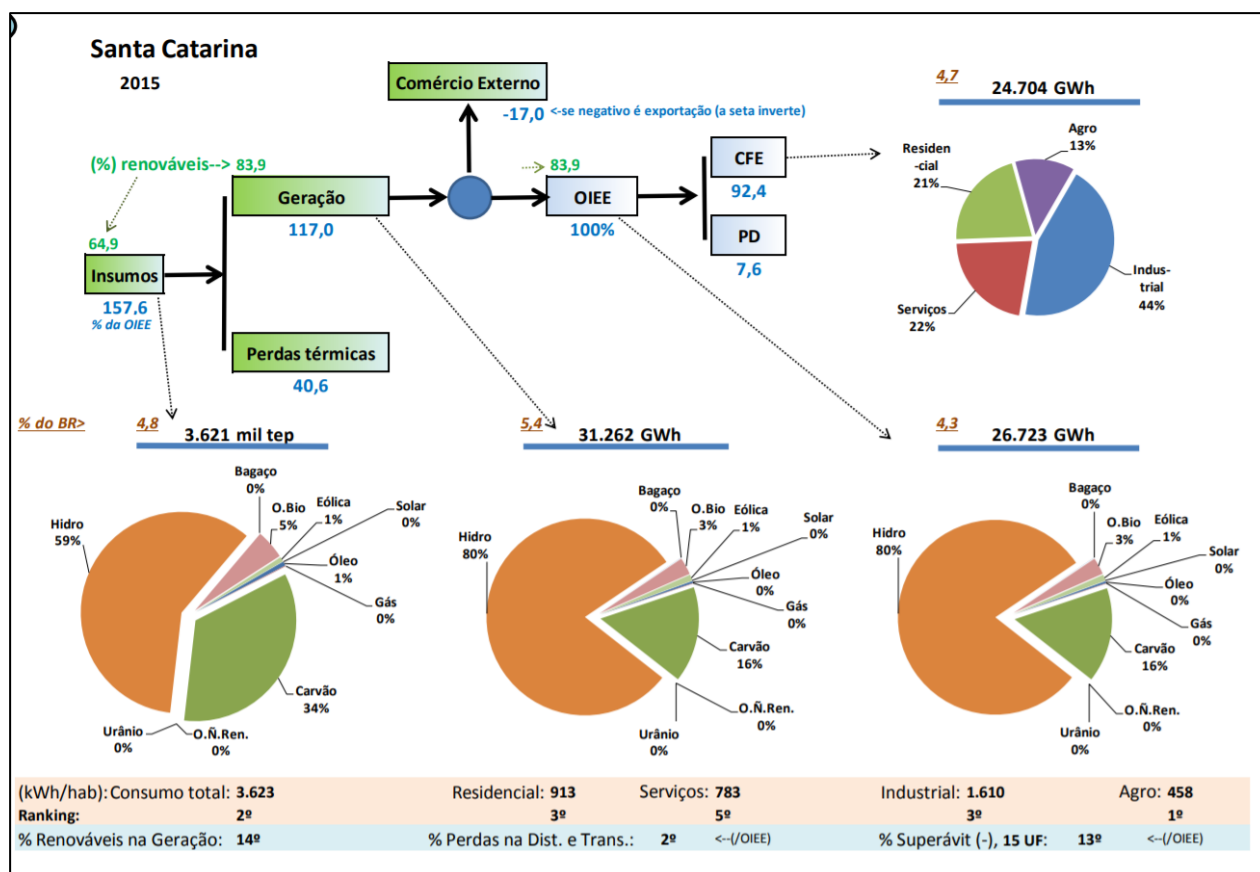 Santa Catarina
2015
Comércio Externo
-17,0 <-se negativo é exportação (a seta inverte)
(%) renováveis--> 83,9
Geração
117,0
83,9
OIEE
100%
CFE
92,4
PD
7,6
64,9
Insumos
157,6
% da OIEE
Perdas térmicas
40,6
4,7
24.704 GWh
Agro
13%
Residen
-cial
21%
Indus-
trial
44%
Serviços
22%
% do BR>
4,8
3.621 mil tep
Bagaço
0%
O.Bio
5%
Eólica
1%
Solar
0%
Hidro
59%
Óleo
1%
Gás
0%
Carvão
34%
Urânio
0%
O.Ñ.Ren.
0%
5,4
31.262 GWh
Bagaço
0%
O.Bio
3%
Eólica
1%
Solar
0%
Hidro
80%
Óleo
0%
Gás
0%
Carvão
16%
O.Ñ.Ren.
0%
Urânio
0%
4,3
26.723 GWh
Bagaço
0%
O.Bio
3%
Eólica
1%
Solar
0%
Hidro
80%
Óleo
0%
Gás
0%
Carvão
16%
O.Ñ.Ren.
0%
Urânio
0%
(kWh/hab): Consumo total: 3.623 Residencial: 913 Serviços: 783 Industrial: 1.610 Agro: 458
Ranking: 2º 3º 5º 3º 1º
% Renováveis na Geração: 14º % Perdas na Dist. e Trans.: 2º <--(/OIEE) % Superávit (-), 15 UF: 13º <--(/OIEE)